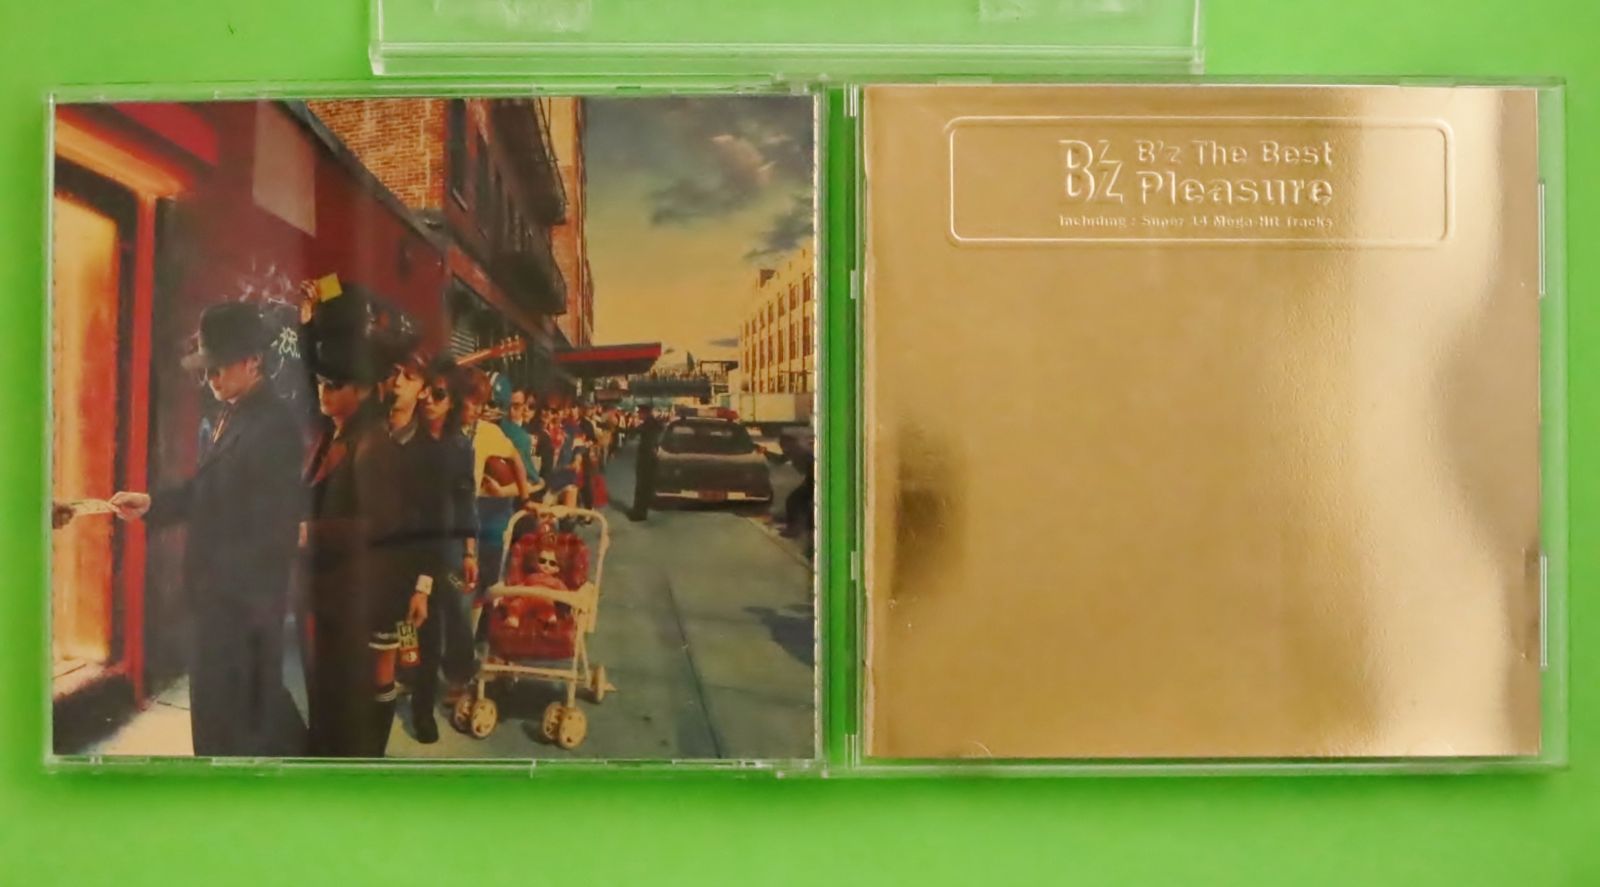 B'z
B'z The Best
Pleasure
Including : Super 14 Mega-Hit Tracks